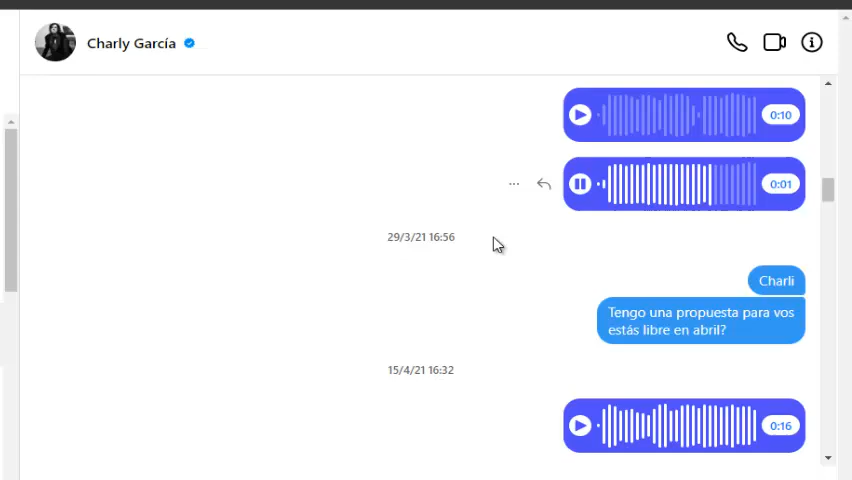 Charly García
0:10
0:01
29/3/21 16:56
Charli
Tengo una propuesta para vos
estás libre en abril?
15/4/21 16:32
0:16